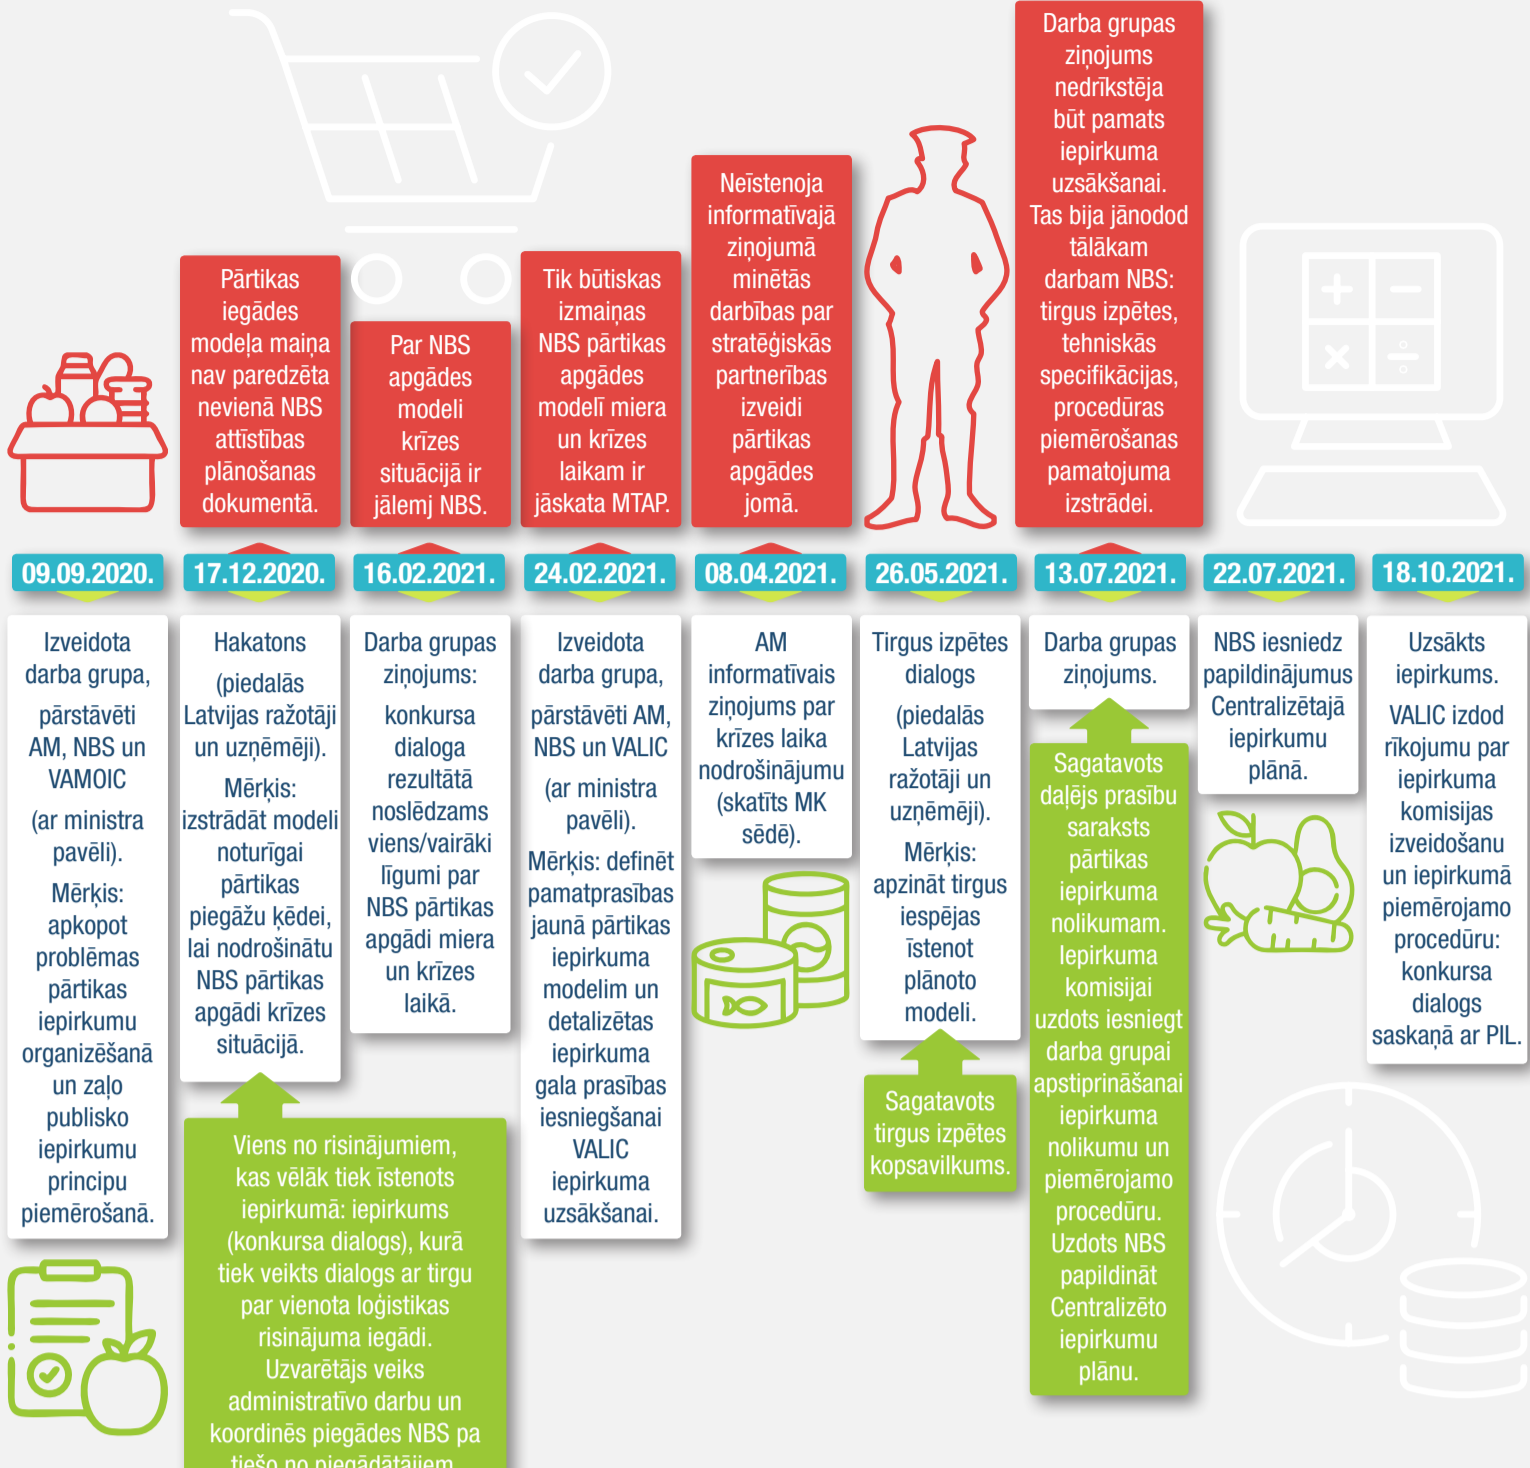 Pārtikas
iegādes
modeļa maiņa
nav paredzēta
nevienā NBS
attīstības
plānošanas
dokumentā.
Par NBS
apgādes
modeli
krīzes
situācijā ir
jālemj NBS.
Tik būtiskas
izmaiņas
NBS pārtikas
apgādes
modelī miera
un krīzes
laikam ir
jāskata MTAP.
Neīstenoja
informatīvajā
ziņojumā
minētās
darbības par
stratēģiskās
partnerības
izveidi
pārtikas
apgādes
jomā.
Darba grupas
ziņojums
nedrīkstēja
būt pamats
iepirkuma
uzsākšanai.
Tas bija jānodod
tālākam
darbam NBS:
tirgus izpētes,
tehniskās
specifikācijas,
procedūras
piemērošanas
pamatojuma
izstrādei.
09.09.2020.
17.12.2020.
16.02.2021.
24.02.2021.
08.04.2021.
26.05.2021.
13.07.2021.
22.07.2021.
18.10.2021.
Izveidota
darba grupa,
pārstāvēti
AM, NBS un
VAMOIC
(ar ministra
pavēli).
Mērķis:
apkopot
problēmas
pārtikas
iepirkumu
organizēšanā
un zaļo
publisko
iepirkumu
principu
piemērošanā.
Hakatons
(piedalās
Latvijas ražotāji
un uzņēmēji).
Mērķis:
izstrādāt modeli
noturīgai
pārtikas
piegāžu ķēdei,
lai nodrošinātu
NBS pārtikas
apgādi krīzes
situācijā.
Viens no risinājumiem,
kas vēlāk tiek īstenots
iepirkumā: iepirkums
(konkursa dialogs), kurā
tiek veikts dialogs ar tirgu
par vienota loģistikas
risinājuma iegādi.
Uzvarētājs veiks
administratīvo darbu un
koordinēs piegādes NBS pa
tiešo no piegādātājiem
Darba grupas
ziņojums:
konkursa
dialoga
rezultātā
noslēdzams
viens/vairāki
līgumi par
NBS pārtikas
apgādi miera
un krīzes
laikā.
Izveidota
darba grupa,
pārstāvēti AM,
NBS un VALIC
(ar ministra
pavēli).
Mērķis: definēt
pamatprasības
jaunā pārtikas
iepirkuma
modelim un
detalizētas
iepirkuma
gala prasības
iesniegšanai
VALIC
iepirkuma
uzsākšanai.
AM
informatīvais
ziņojums par
krīzes laika
nodrošinājumu
(skatīts MK
sēdē).
Tirgus izpētes
dialogs
(piedalās
Latvijas
ražotāji un
uzņēmēji).
Mērķis:
apzināt tirgus
iespējas
īstenot
plānoto
modeli.
Sagatavots
tirgus izpētes
kopsavilkums.
Darba grupas
ziņojums.
Sagatavots
daļējs prasību
saraksts
pārtikas
iepirkuma
nolikumam.
Iepirkuma
komisijai
uzdots iesniegt
darba grupai
apstiprināšanai
iepirkuma
nolikumu un
piemērojamo
procedūru.
Uzdots NBS
papildināt
Centralizēto
iepirkumu
plānu.
NBS iesniedz
papildinājumus
Centralizētajā
iepirkumu
plānā.
Uzsākts
iepirkums.
VALIC izdod
rīkojumu par
iepirkuma
komisijas
izveidošanu
un iepirkumā
piemērojamo
procedūru:
konkursa
dialogs
saskaņā ar PIL.